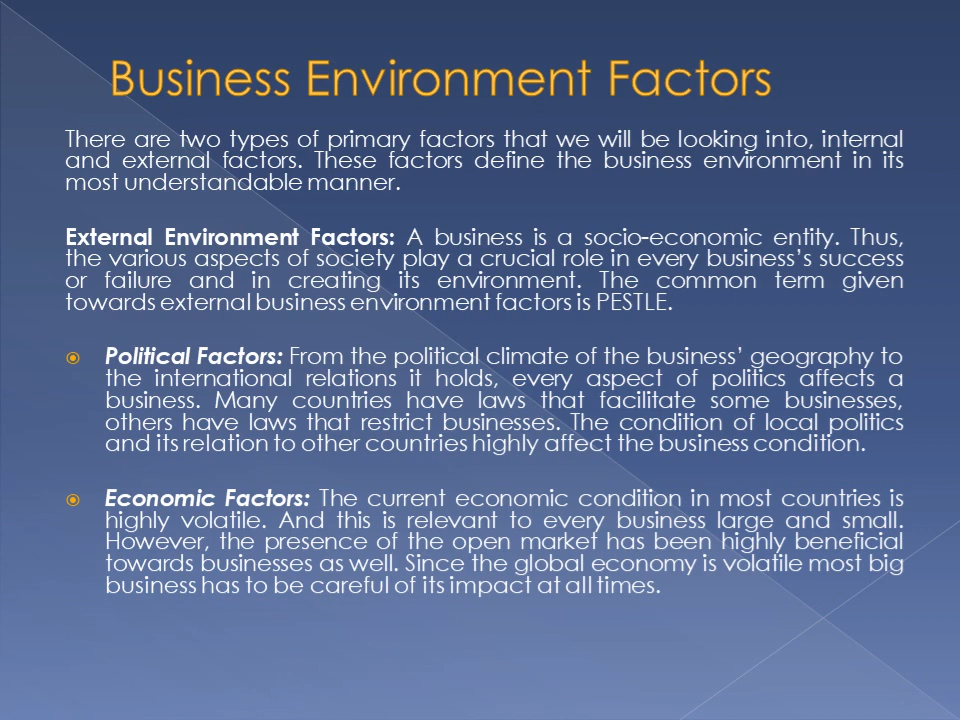 Business Environment Factors
There are two types of primary factors that we will be looking into, internal
and external factors. These factors define the business environment in its
most understandable manner.
External Environment Factors: A business is a socio-economic entity. Thus,
the various aspects of society play a crucial role in every business's success
or failure and in creating its environment. The common term given
towards external business environment factors is PESTLE.
Political Factors: From the political climate of the business' geography to
the international relations it holds, every aspect of politics affects a
business. Many countries have laws that facilitate some businesses,
others have laws that restrict businesses. The condition of local politics
and its relation to other countries highly affect the business condition.
Economic Factors: The current economic condition in most countries is
highly volatile. And this is relevant to every business large and small.
However, the presence of the open market has been highly beneficial
towards businesses as well. Since the global economy is volatile most big
business has to be careful of its impact at all times.